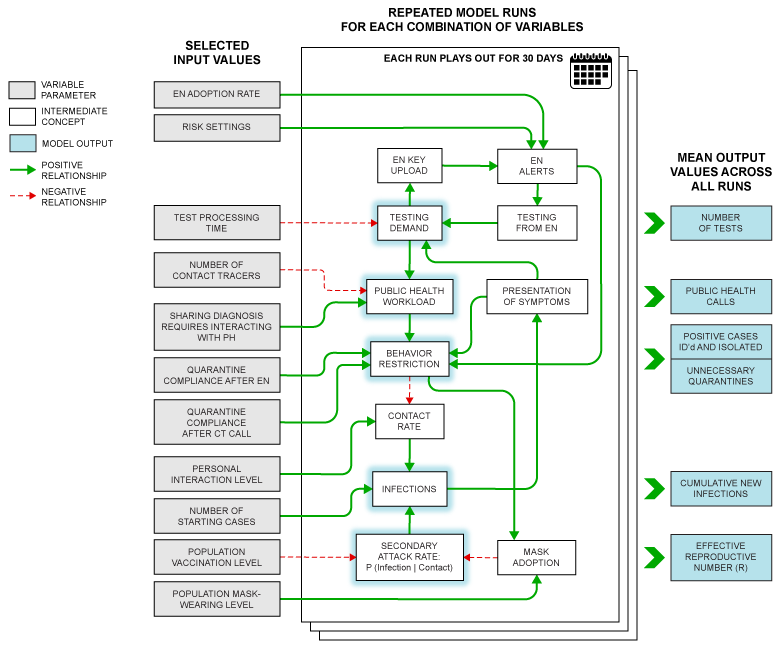 REPEATED MODEL RUNS
FOR EACH COMBINATION OF VARIABLES
SELECTED
INPUT VALUES
EACH RUN PLAYS OUT FOR 30 DAYS
VARIABLE
PARAMETER
INTERMEDIATE
CONCEPT
MODEL OUTPUT
POSITIVE
RELATIONSHIP
NEGATIVE
RELATIONSHIP
EN ADOPTION RATE
RISK SETTINGS
TEST PROCESSING
TIME
NUMBER OF
CONTACT TRACERS
SHARING DIAGNOSIS
REQUIRES INTERACTING
WITH PH
QUARANTINE
COMPLIANCE AFTER EN
QUARANTINE
COMPLIANCE
AFTER CT CALL
PERSONAL
INTERACTION LEVEL
NUMBER OF
STARTING CASES
POPULATION
VACCINATION LEVEL
POPULATION MASK-
WEARING LEVEL
EN KEY
UPLOAD
EN
ALERTS
TESTING
DEMAND
TESTING
FROM EN
PUBLIC HEALTH
WORKLOAD
PRESENTATION
OF SYMPTOMS
BEHAVIOR
RESTRICTION
CONTACT
RATE
INFECTIONS
SECONDARY
ATTACK RATE:
P (Infection | Contact)
MASK
ADOPTION
MEAN OUTPUT
VALUES ACROSS
ALL RUNS
NUMBER
OF TESTS
PUBLIC HEALTH
CALLS
POSITIVE CASES
ID'd AND ISOLATED
UNNECESSARY
QUARANTINES
CUMULATIVE NEW
INFECTIONS
EFFECTIVE
REPRODUCTIVE
NUMBER (R)